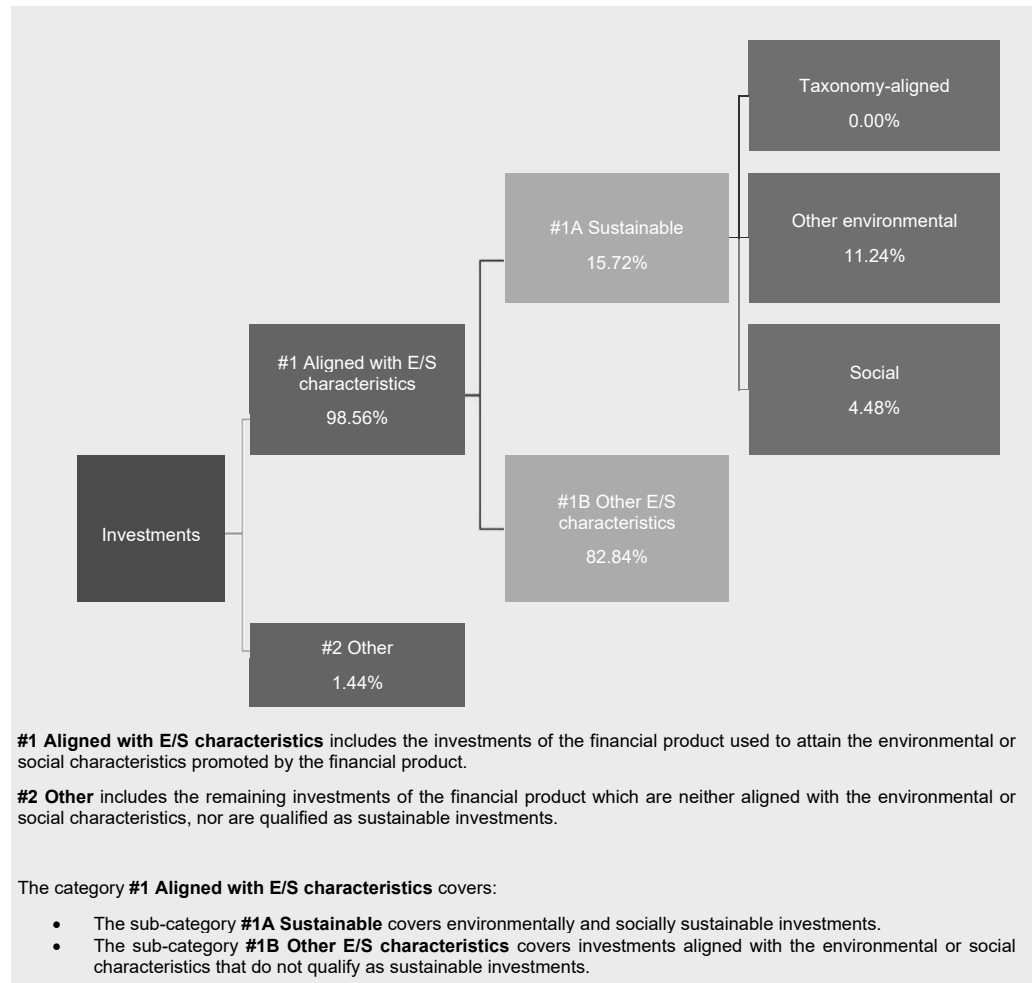 Taxonomy-aligned
0.00%
#1A Sustainable
15.72%
Other environmental
11.24%
#1 Aligned with E/S
characteristics
98.56%
Social
4.48%
Investments
#1B Other E/S
characteristics
82.84%
#2 Other
1.44%
#1 Aligned with E/S characteristics includes the investments of the financial product used to attain the environmental or
social characteristics promoted by the financial product.
#2 Other includes the remaining investments of the financial product which are neither aligned with the environmental or
social characteristics, nor are qualified as sustainable investments.
The category #1 Aligned with E/S characteristics covers:
• The sub-category #1A Sustainable covers environmentally and socially sustainable investments.
• The sub-category #1B Other E/S characteristics covers investments aligned with the environmental or social
characteristics that do not qualify as sustainable investments.